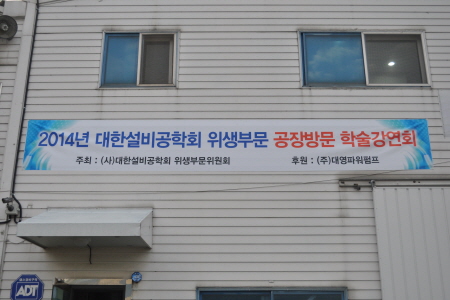 2014년 대한설비공학회 위생부문 공장방문 학술강연회
주최 : (사)대한설비공학회 위생부문위원회 후원 : (주)대영파워펌프
ADT